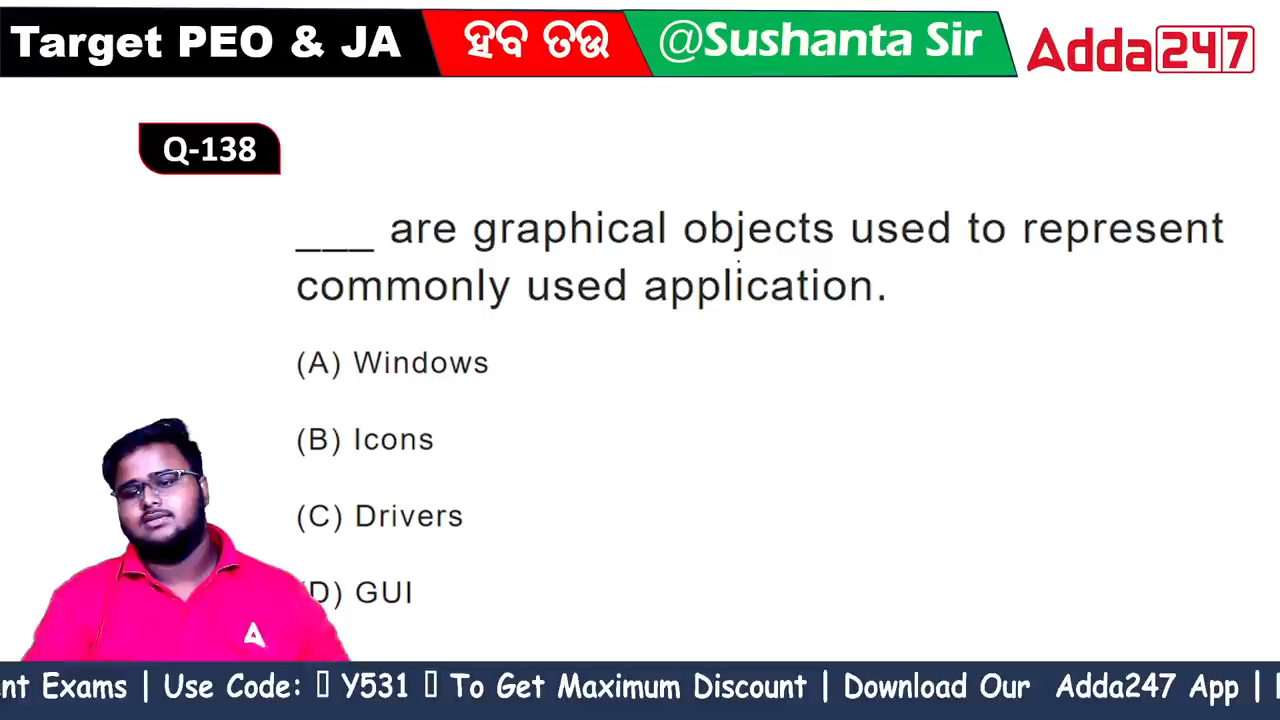 Target PEO & JA ହବ ତଉ @Sushanta Sir Adda247
Q-138
___ are graphical objects used to represent
commonly used application.
(A) Windows
(B) Icons
(C) Drivers
(D) GUI
nt Exams | Use Code: Y531 To Get Maximum Discount | Download Our Adda247 App |